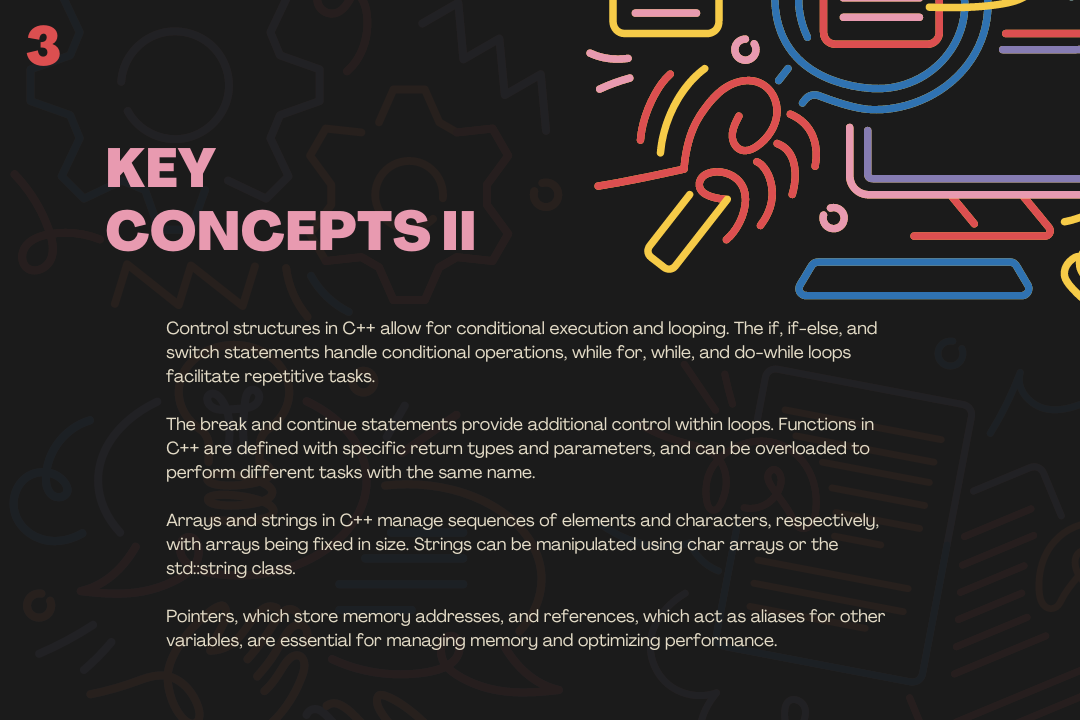 3
KEY
CONCEPTS II
Control structures in C++ allow for conditional execution and looping. The if, if-else, and
switch statements handle conditional operations, while for, while, and do-while loops
facilitate repetitive tasks.
The break and continue statements provide additional control within loops. Functions in
C++ are defined with specific return types and parameters, and can be overloaded to
perform different tasks with the same name.
Arrays and strings in C++ manage sequences of elements and characters, respectively,
with arrays being fixed in size. Strings can be manipulated using char arrays or the
std::string class.
Pointers, which store memory addresses, and references, which act as aliases for other
variables, are essential for managing memory and optimizing performance.